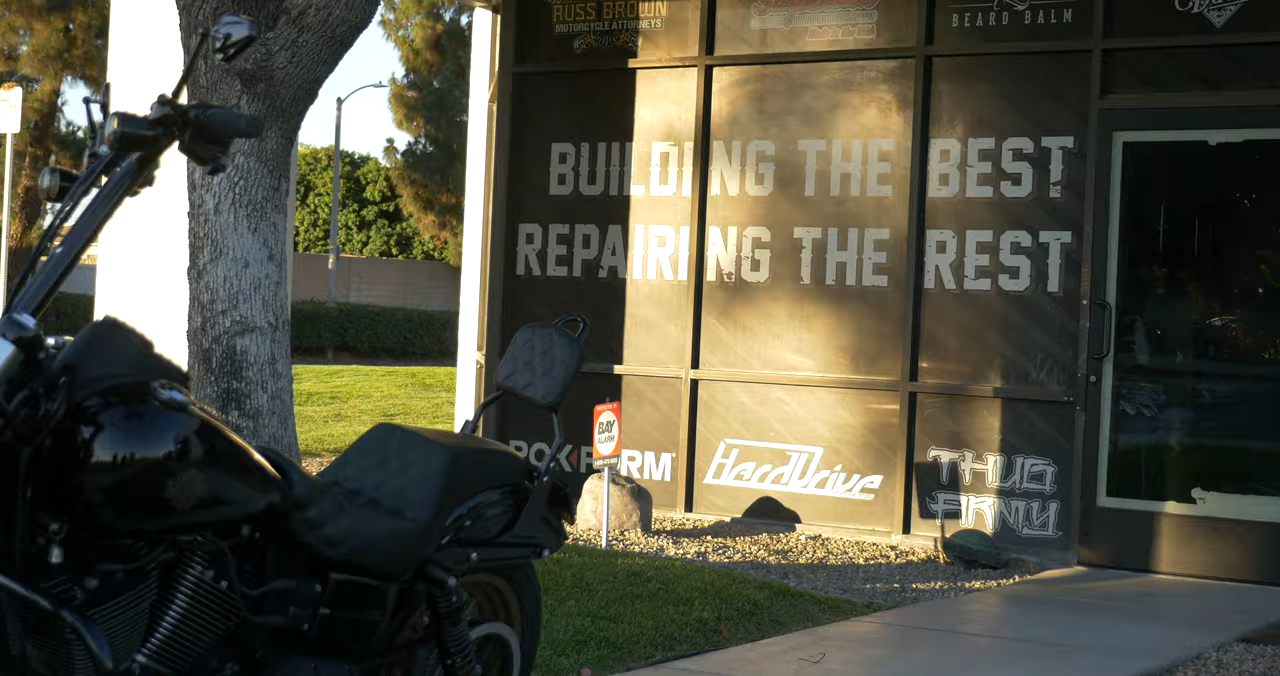 RUSS BROWN
MOTORCYCLE ATTORNEYS
BEARD BALM
BUILDING THE BEST
REPAIRING THE REST
BAY
ALARM
HardDrive
THUG
ARMY